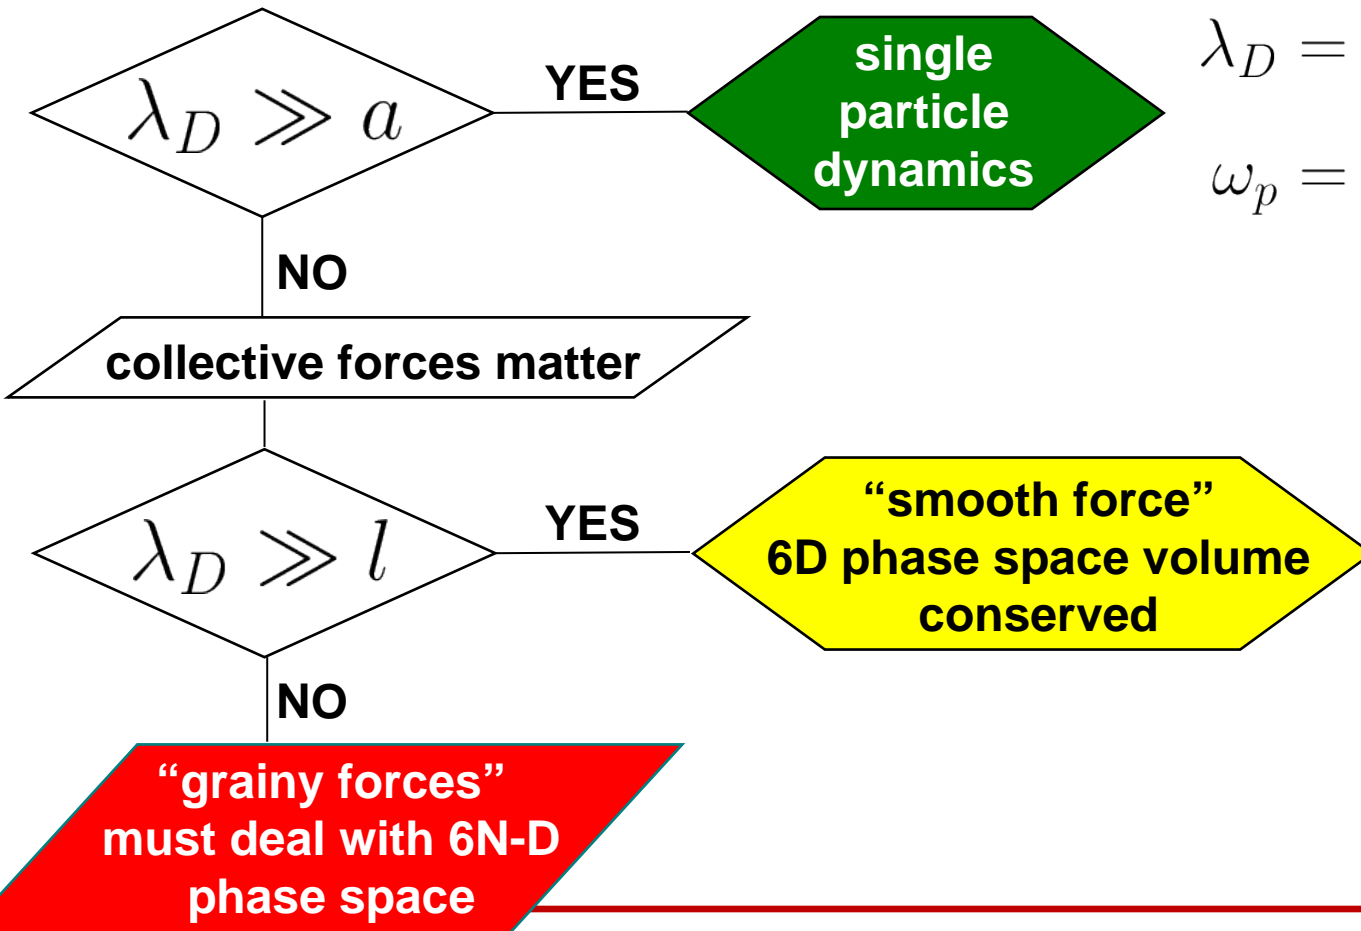 λ_D ≫ a
YES
single
particle
dynamics
λ_D =
ω_p =
NO
collective forces matter
λ_D ≫ l
YES
“smooth force”
6D phase space volume
conserved
NO
“grainy forces”
must deal with 6N-D
phase space